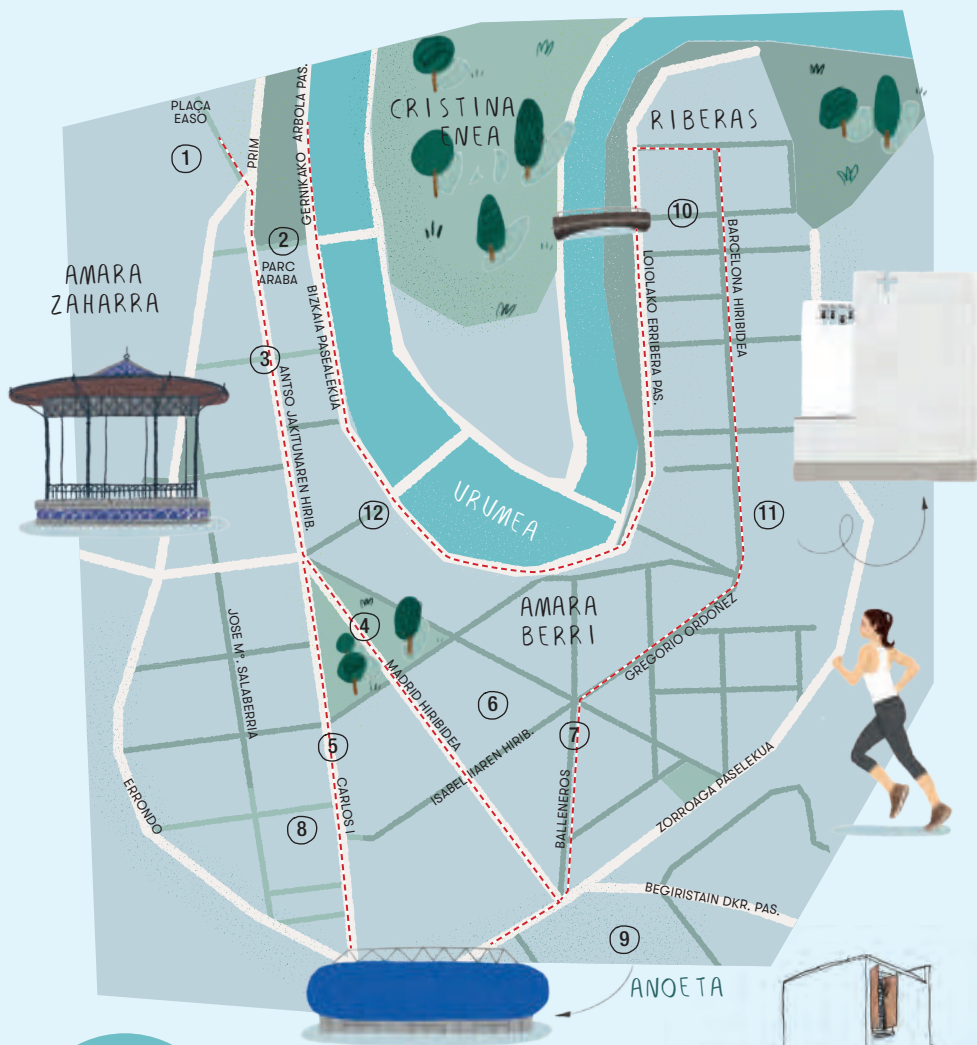 PLAÇA
EASO
1
PRIM
GERNIKAKO ARBOLA PAS.
CRISTINA
ENEA
RIBERAS
10
2
PARC
ARABA
AMARA
ZAHARRA
BIZKAIA PASEALEKUA
LOIOLAKO ERRIBERA PAS.
BARCELONA HIRIBIDEA
3
ANTSO JAKITUNAREN HIRIB.
URUMEA
12
11
AMARA
BERRI
4
GREGORIO ORDOÑEZ
JOSE Mª. SALABERRIA
MADRID HIRIBIDEA
6
5
7
ISABEL IIAREN HIRIB.
ERRONDO
CARLOS I
8
BALLENEROS
ZORROAGA PASELEKUA
BEGIRISTAIN DKR. PAS.
9
ANOETA